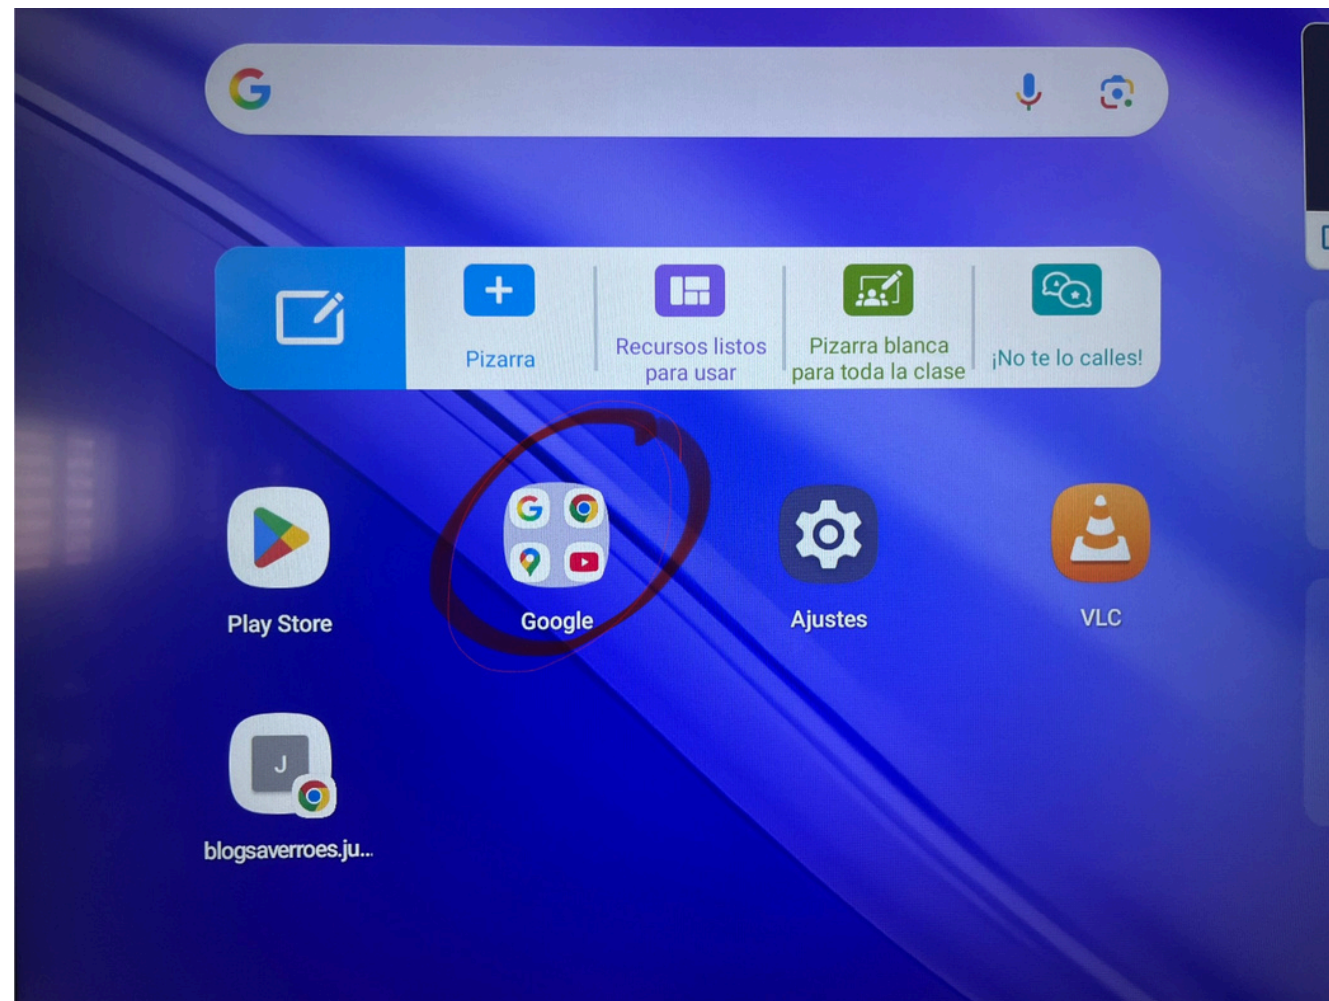 Pizarra
Recursos listos
para usar
Pizarra blanca
para toda la clase
¡No te lo calles!
Play Store
Google
Ajustes
VLC
J
blogsaverroes.ju...